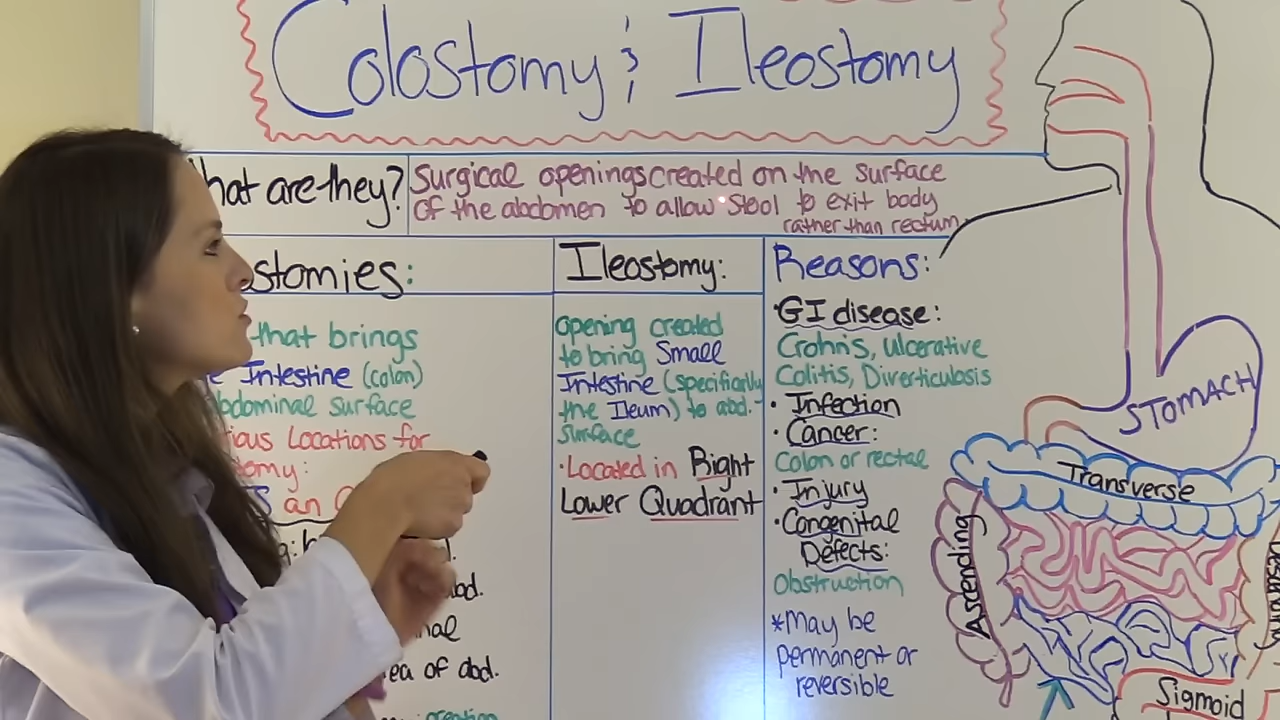 Colostomy & Ileostomy
hat are they?
Surgical openings created on the surface
of the abdomen to allow stool to exit body
rather than rectum
stomies:
that brings
Intestine (colon)
bdominal surface
ious Locations for
omy:
an
abd.
ea of abd.
creation
Ileostomy:
Opening created
to bring Small
Intestine (specifically
the Ileum) to abd.
surface
·Located in Right
Lower Quadrant
Reasons:
·GI disease:
Crohn's, ulcerative
Colitis, Diverticulosis
· Infection
· Cancer:
Colon or rectal
· Injury
·Congenital
Defects:
Obstruction
*May be
permanent or
reversible
STOMACH
Transverse
Ascending
Sigmoid